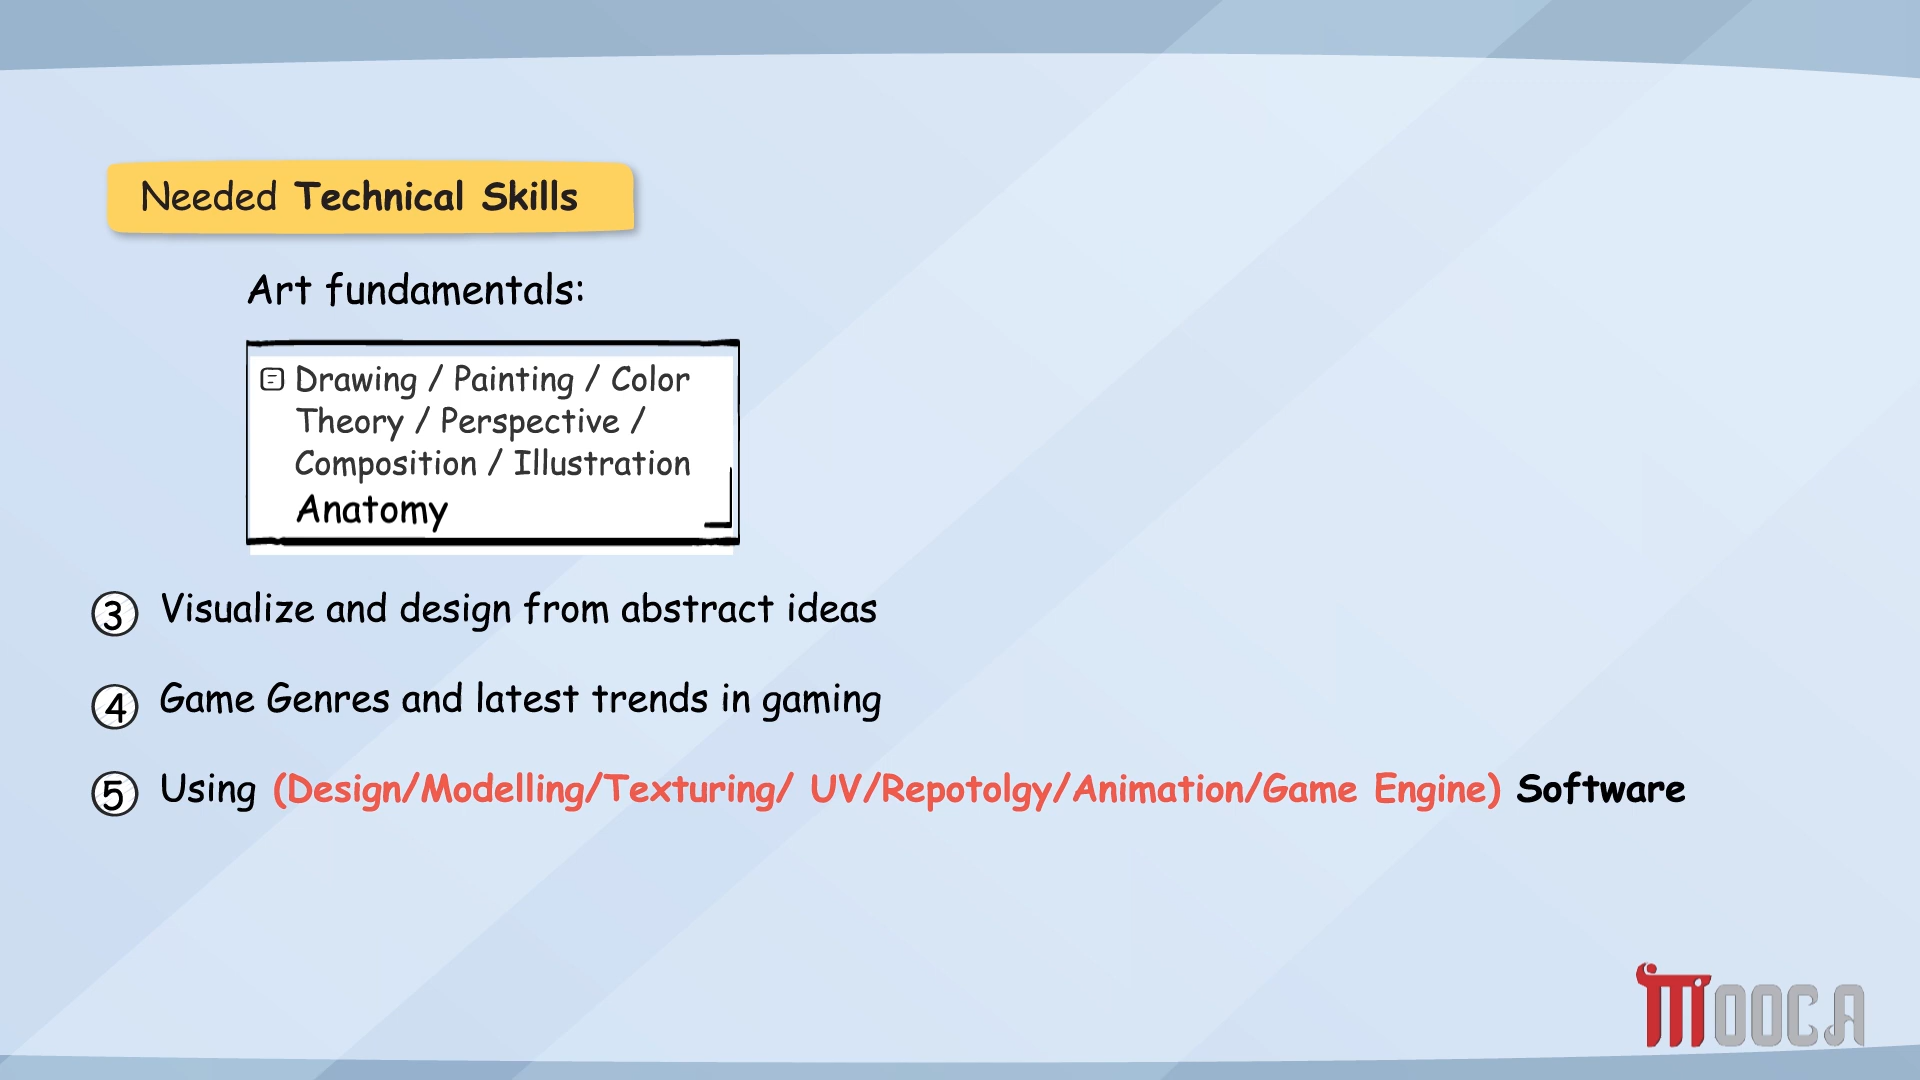 Needed Technical Skills
Art fundamentals:
Drawing / Painting / Color
Theory / Perspective /
Composition / Illustration
Anatomy
3 Visualize and design from abstract ideas
4 Game Genres and latest trends in gaming
5 Using (Design/Modelling/Texturing/ UV/Repotolgy/Animation/Game Engine) Software
MOOCA